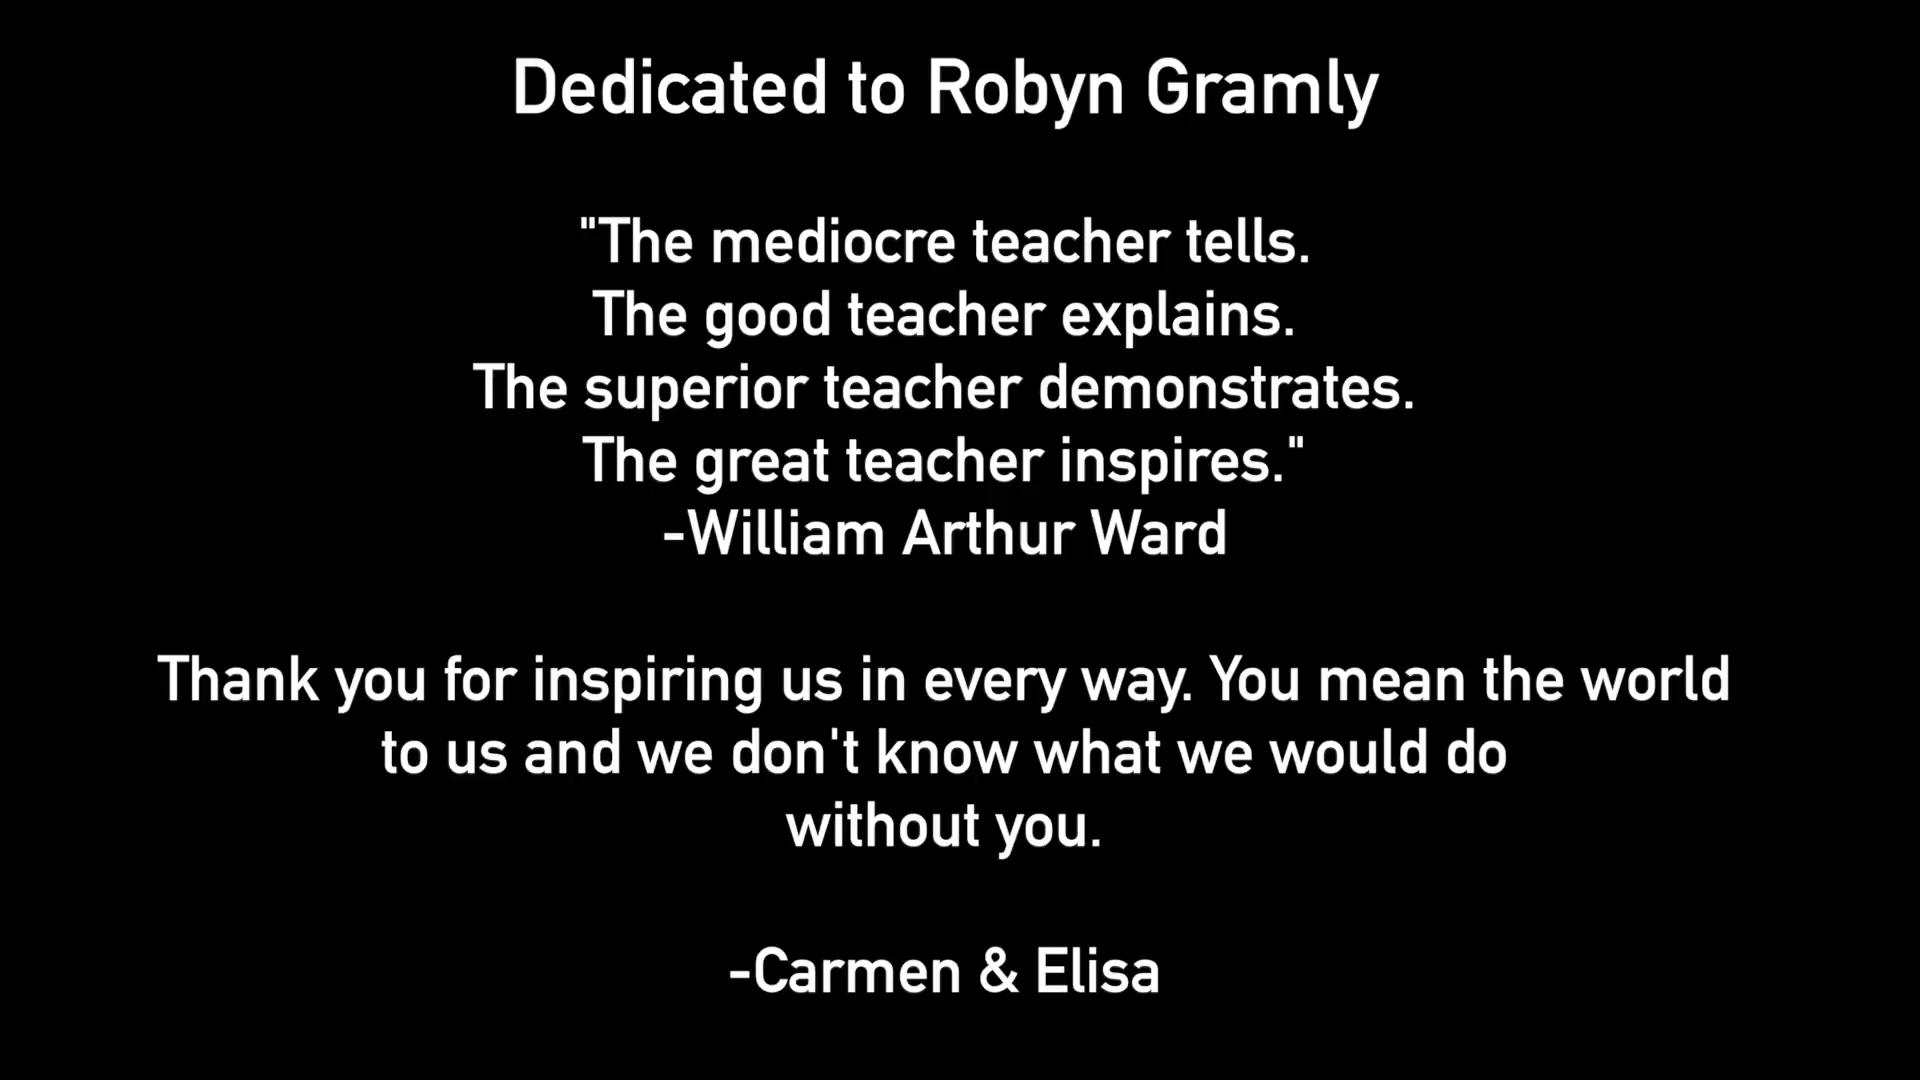 Dedicated to Robyn Gramly
"The mediocre teacher tells.
The good teacher explains.
The superior teacher demonstrates.
The great teacher inspires."
-William Arthur Ward
Thank you for inspiring us in every way. You mean the world
to us and we don't know what we would do
without you.
-Carmen & Elisa